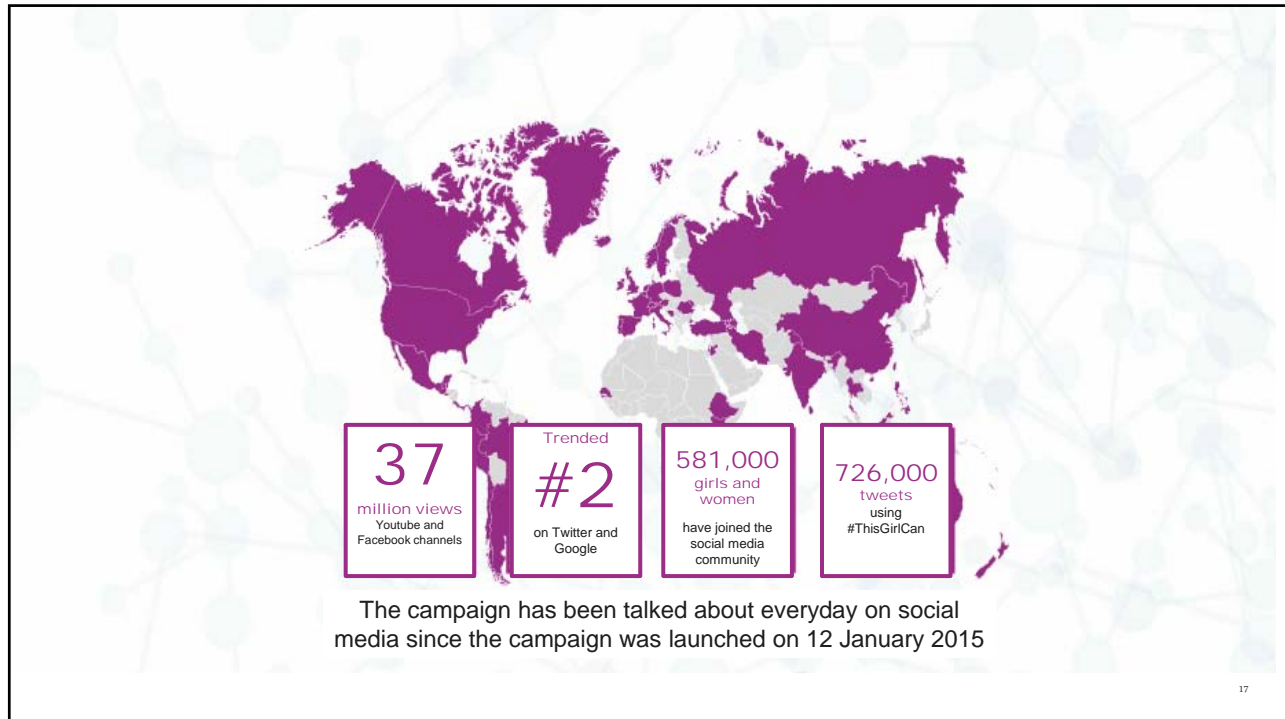 37
million views
Youtube and
Facebook channels
Trended
#2
on Twitter and
Google
581,000
girls and
women
have joined the
social media
community
726,000
tweets
using
#ThisGirlCan
The campaign has been talked about everyday on social
media since the campaign was launched on 12 January 2015
17